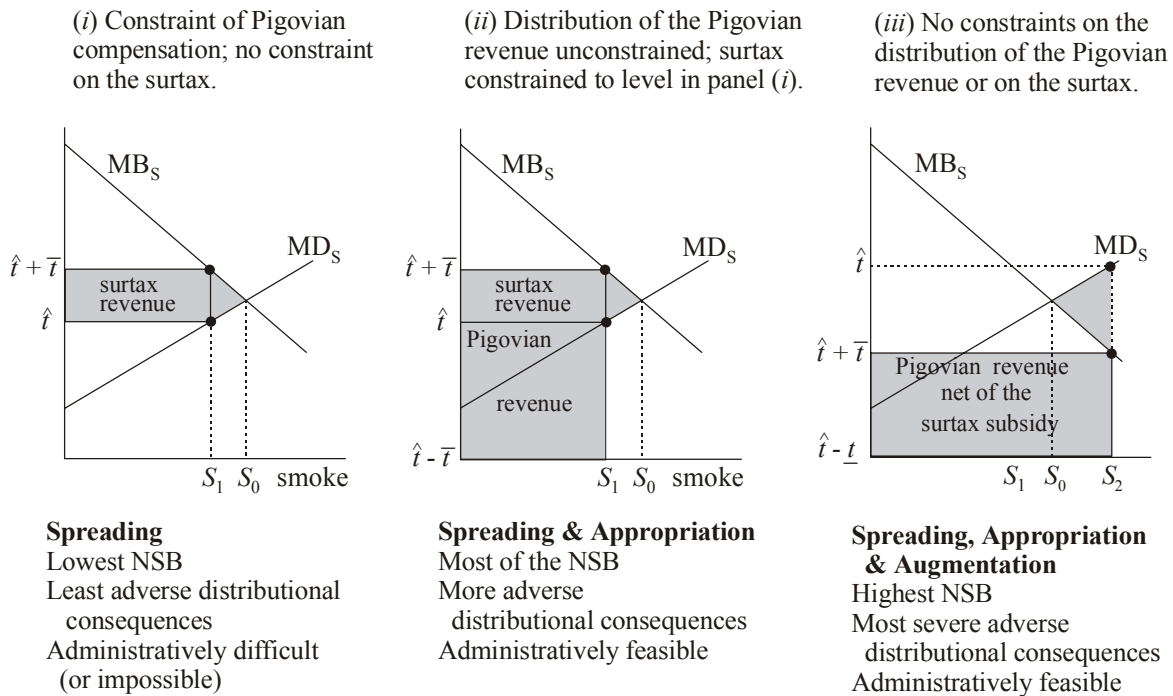 (i) Constraint of Pigovian
compensation; no constraint
on the surtax.
MB_S
MD_S
t̂ + t̅
surtax
revenue
t̂
S_1 S_0 smoke
Spreading
Lowest NSB
Least adverse distributional
consequences
Administratively difficult
(or impossible)
(ii) Distribution of the Pigovian
revenue unconstrained; surtax
constrained to level in panel (i).
MB_S
MD_S
t̂ + t̅
surtax
revenue
t̂
Pigovian
revenue
t̂ - t̅
S_1 S_0 smoke
Spreading & Appropriation
Most of the NSB
More adverse
distributional consequences
Administratively feasible
(iii) No constraints on the
distribution of the Pigovian
revenue or on the surtax.
MB_S
MD_S
t̂
t̂ + t̅
Pigovian revenue
net of the
surtax subsidy
t̂ - t̲
S_1 S_0 S_2
Spreading, Appropriation
& Augmentation
Highest NSB
Most severe adverse
distributional consequences
Administratively feasible